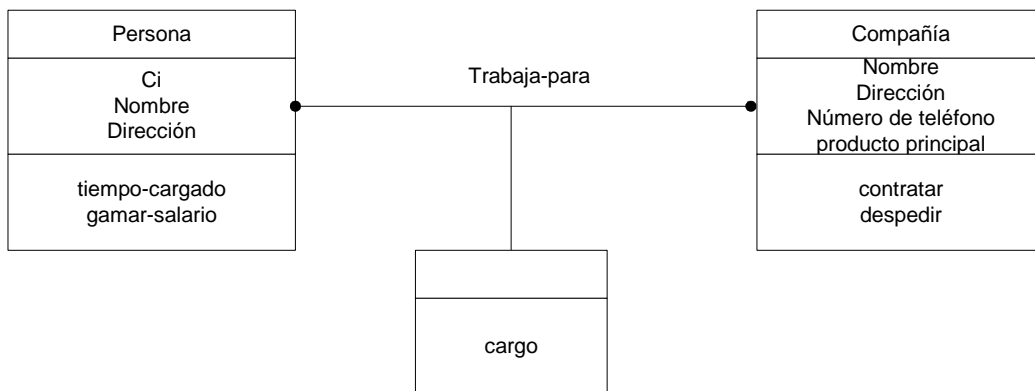 Persona
Ci
Nombre
Dirección
tiempo-cargado
gamar-salario
Trabaja-para
Compañía
Nombre
Dirección
Número de teléfono
producto principal
contratar
despedir
cargo